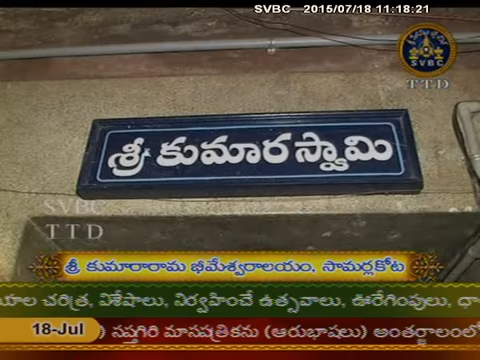 SVBC 2015/07/18 11:18:21
SVBC
TTD
శ్రీ కుమారస్వామి
SVBC
TTD
శ్రీ కుమారారామ భీమేశ్వరాలయం. సామర్లకోట
చరిత్ర, విశేషాలు, నిర్వహించే ఉత్సవాలు, ఊరేగింపులు,
18-Jul సప్తగిరి మాసపత్రికను (ఆరుభాషలు) అంతర్జాలంలో